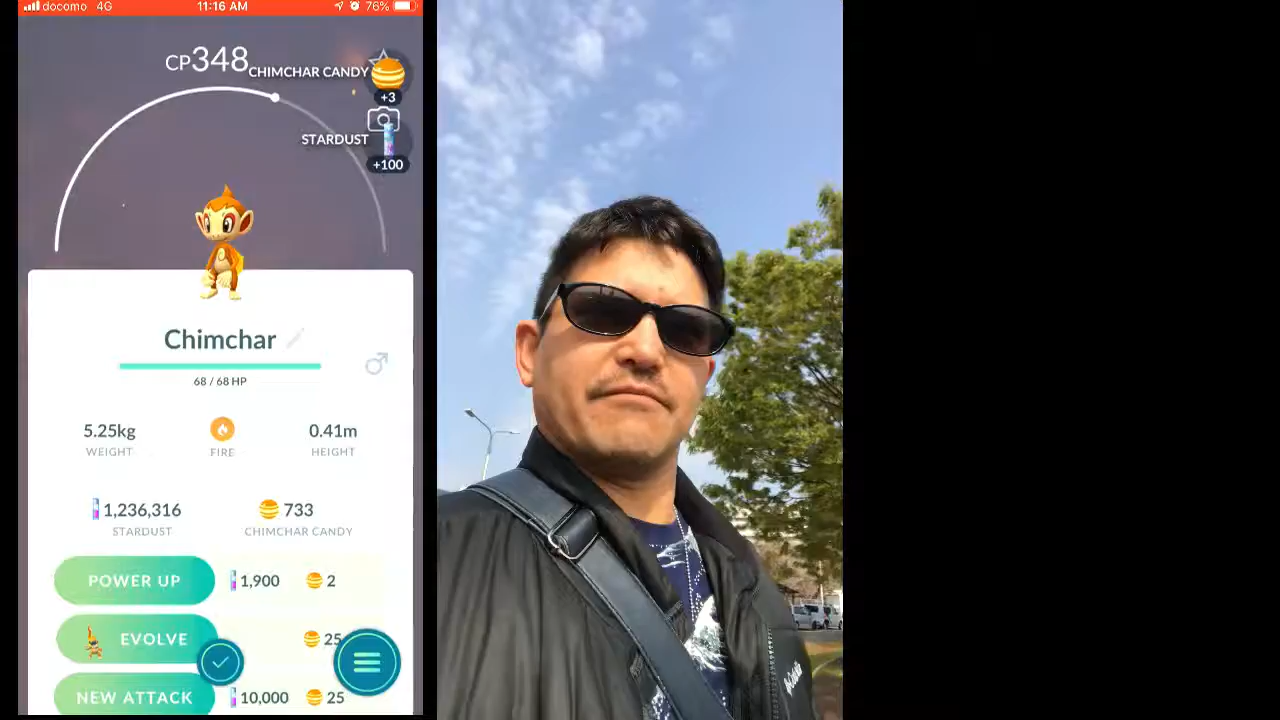 docomo 4G 11:16 AM 76%
CP348
CHIMCHAR CANDY
+3
STARDUST
+100
Chimchar
68 / 68 HP
5.25kg
WEIGHT
FIRE
0.41m
HEIGHT
1,236,316
STARDUST
733
CHIMCHAR CANDY
POWER UP 1,900 2
EVOLVE 25
NEW ATTACK 10,000 25